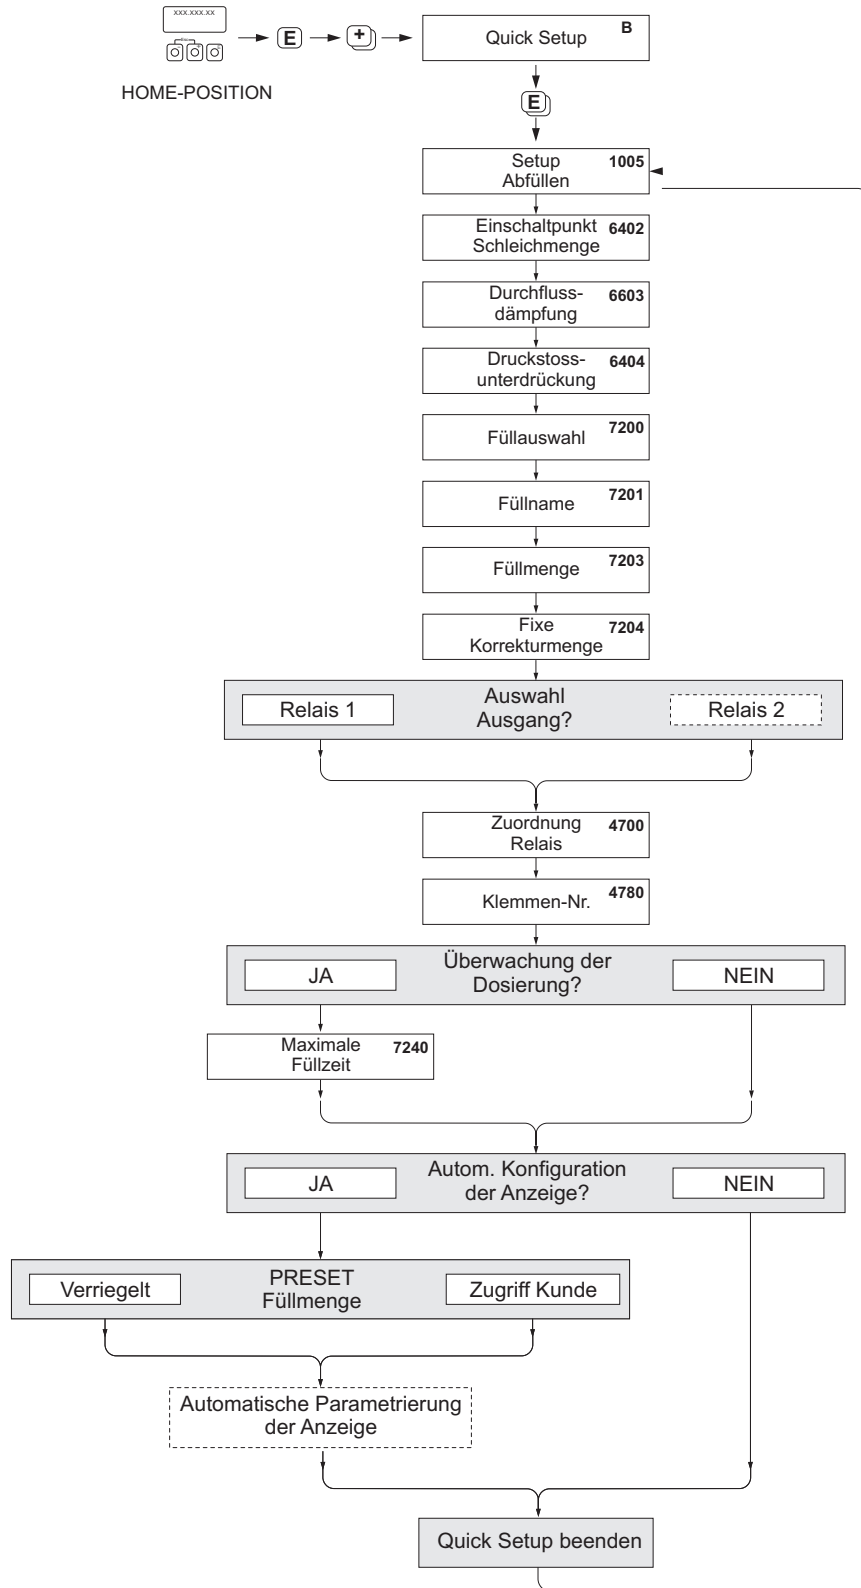 xxx.xxx.xx
Esc
- + E
E
+
Quick Setup
B
HOME-POSITION
E
Setup
Abfüllen
1005
Einschaltpunkt
Schleichmenge
6402
Durchfluss-
dämpfung
6603
Druckstoss-
unterdrückung
6404
Füllauswahl
7200
Füllname
7201
Füllmenge
7203
Fixe
Korrekturmenge
7204
Relais 1
Auswahl
Ausgang?
Relais 2
Zuordnung
Relais
4700
Klemmen-Nr.
4780
JA
Überwachung der
Dosierung?
NEIN
Maximale
Füllzeit
7240
JA
Autom. Konfiguration
der Anzeige?
NEIN
Verriegelt
PRESET
Füllmenge
Zugriff Kunde
Automatische Parametrierung
der Anzeige
Quick Setup beenden